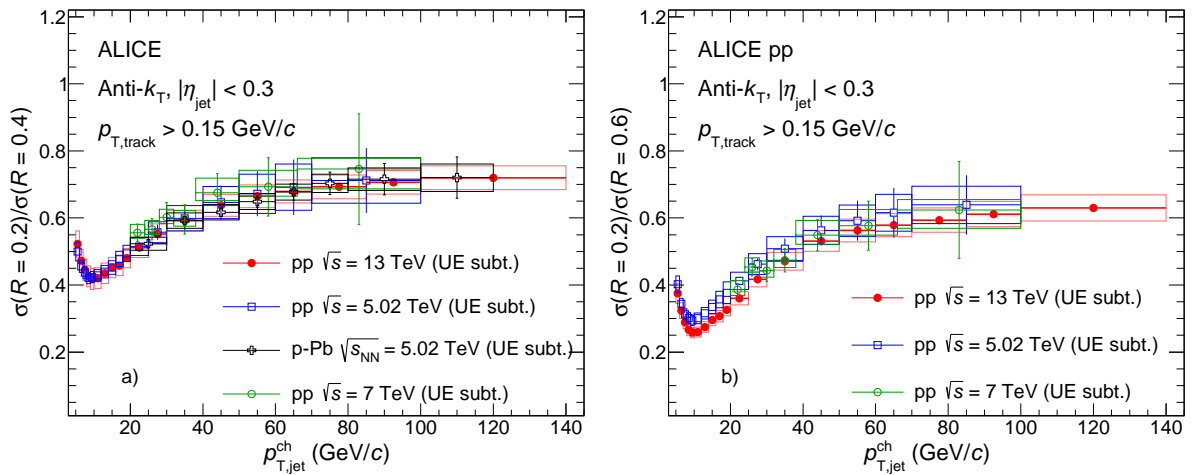 ALICE
Anti-k_T, |η_jet| < 0.3
p_T,track > 0.15 GeV/c
σ(R = 0.2)/σ(R = 0.4)
1.2
1
0.8
0.6
0.4
0.2
pp √s = 13 TeV (UE subt.)
pp √s = 5.02 TeV (UE subt.)
p-Pb √s_NN = 5.02 TeV (UE subt.)
pp √s = 7 TeV (UE subt.)
a)
20 40 60 80 100 120 140
p_T,jet^ch (GeV/c)
ALICE pp
Anti-k_T, |η_jet| < 0.3
p_T,track > 0.15 GeV/c
σ(R = 0.2)/σ(R = 0.6)
1.2
1
0.8
0.6
0.4
0.2
pp √s = 13 TeV (UE subt.)
pp √s = 5.02 TeV (UE subt.)
pp √s = 7 TeV (UE subt.)
b)
20 40 60 80 100 120 140
p_T,jet^ch (GeV/c)